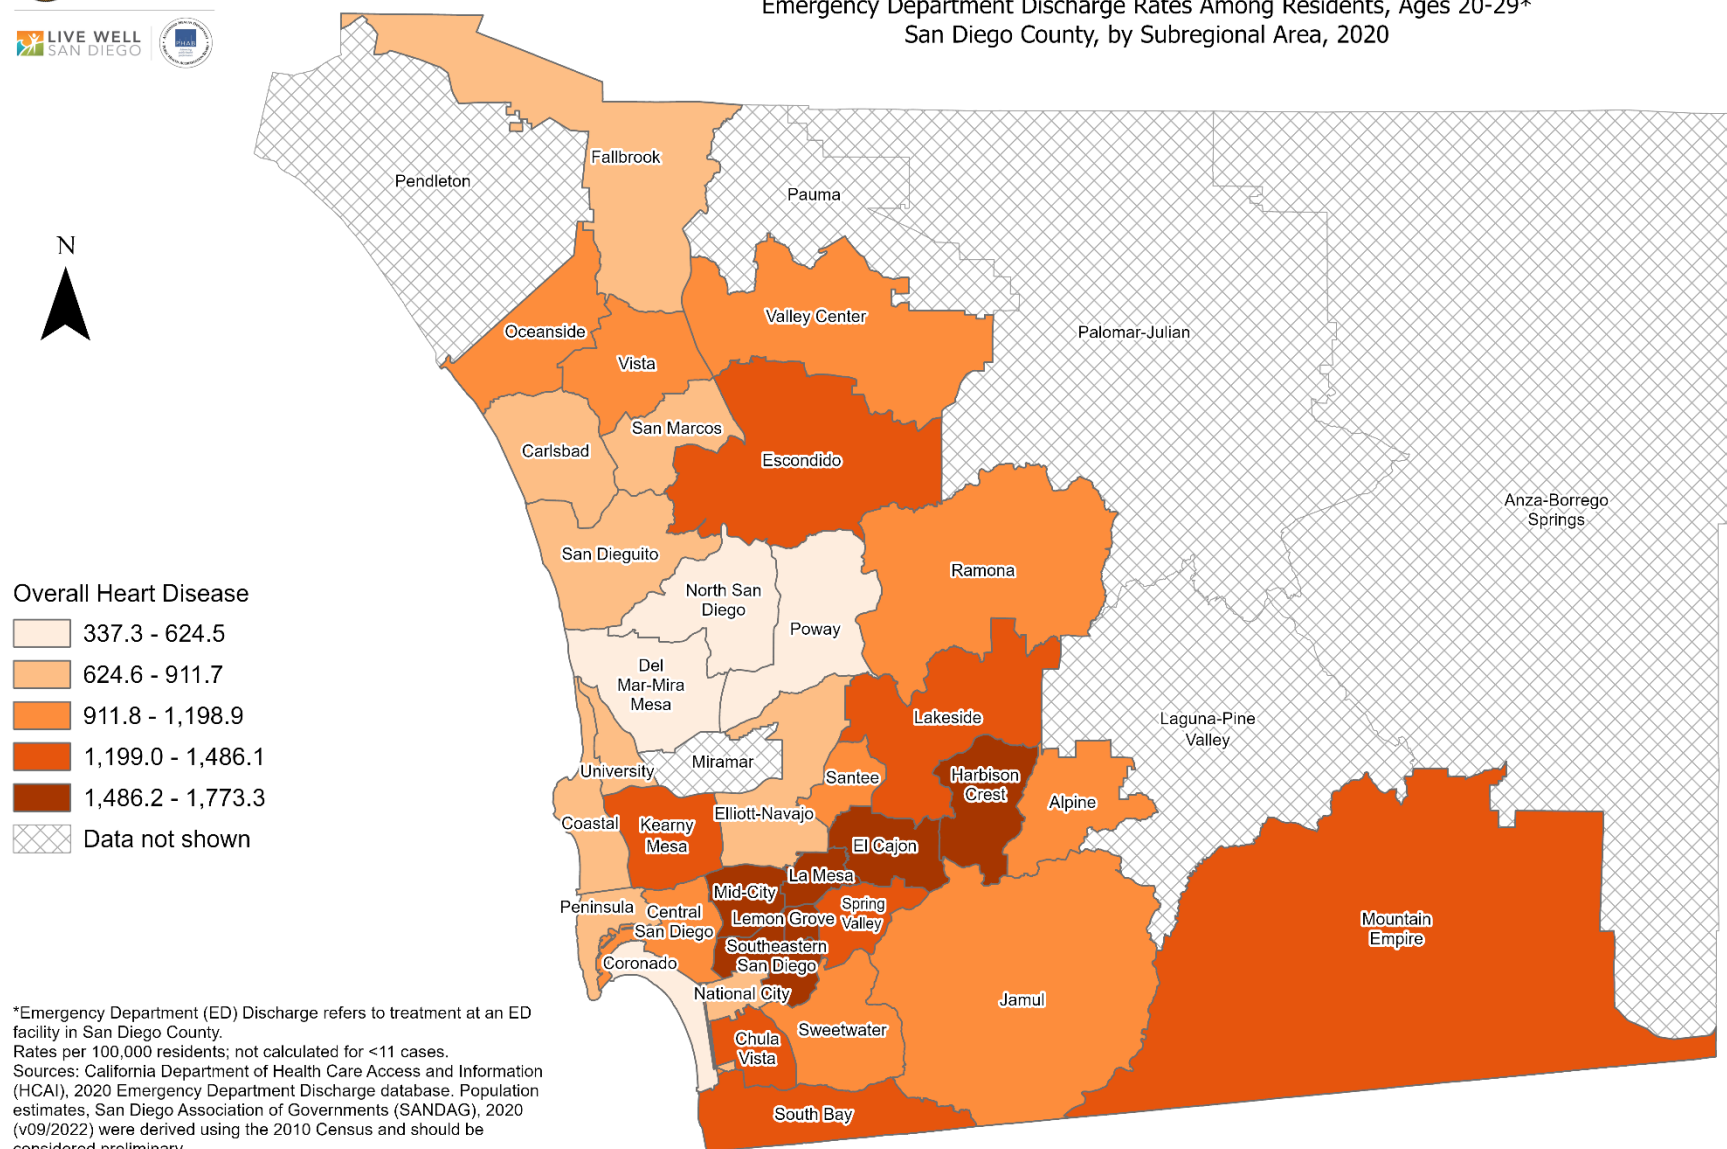 Emergency Department Discharge Rates Among Residents, Ages 20-29*
San Diego County, by Subregional Area, 2020
LIVE WELL
SAN DIEGO
PHAB
N
Fallbrook
Pendleton
Pauma
Valley Center
Oceanside
Palomar-Julian
Vista
San Marcos
Carlsbad
Escondido
Anza-Borrego
Springs
San Dieguito
Ramona
North San
Diego
Poway
Del
Mar-Mira
Mesa
Lakeside
Laguna-Pine
Valley
Miramar
University
Santee
Harbison
Crest
Alpine
Elliott-Navajo
Coastal
Kearny
Mesa
El Cajon
La Mesa
Mid-City
Peninsula
Central
San Diego
Lemon Grove
Spring
Valley
Mountain
Empire
Southeastern
San Diego
Coronado
National City
Jamul
Sweetwater
Chula
Vista
South Bay
Overall Heart Disease
337.3 - 624.5
624.6 - 911.7
911.8 - 1,198.9
1,199.0 - 1,486.1
1,486.2 - 1,773.3
Data not shown
*Emergency Department (ED) Discharge refers to treatment at an ED
facility in San Diego County.
Rates per 100,000 residents; not calculated for <11 cases.
Sources: California Department of Health Care Access and Information
(HCAI), 2020 Emergency Department Discharge database. Population
estimates, San Diego Association of Governments (SANDAG), 2020
(v09/2022) were derived using the 2010 Census and should be
considered preliminary.